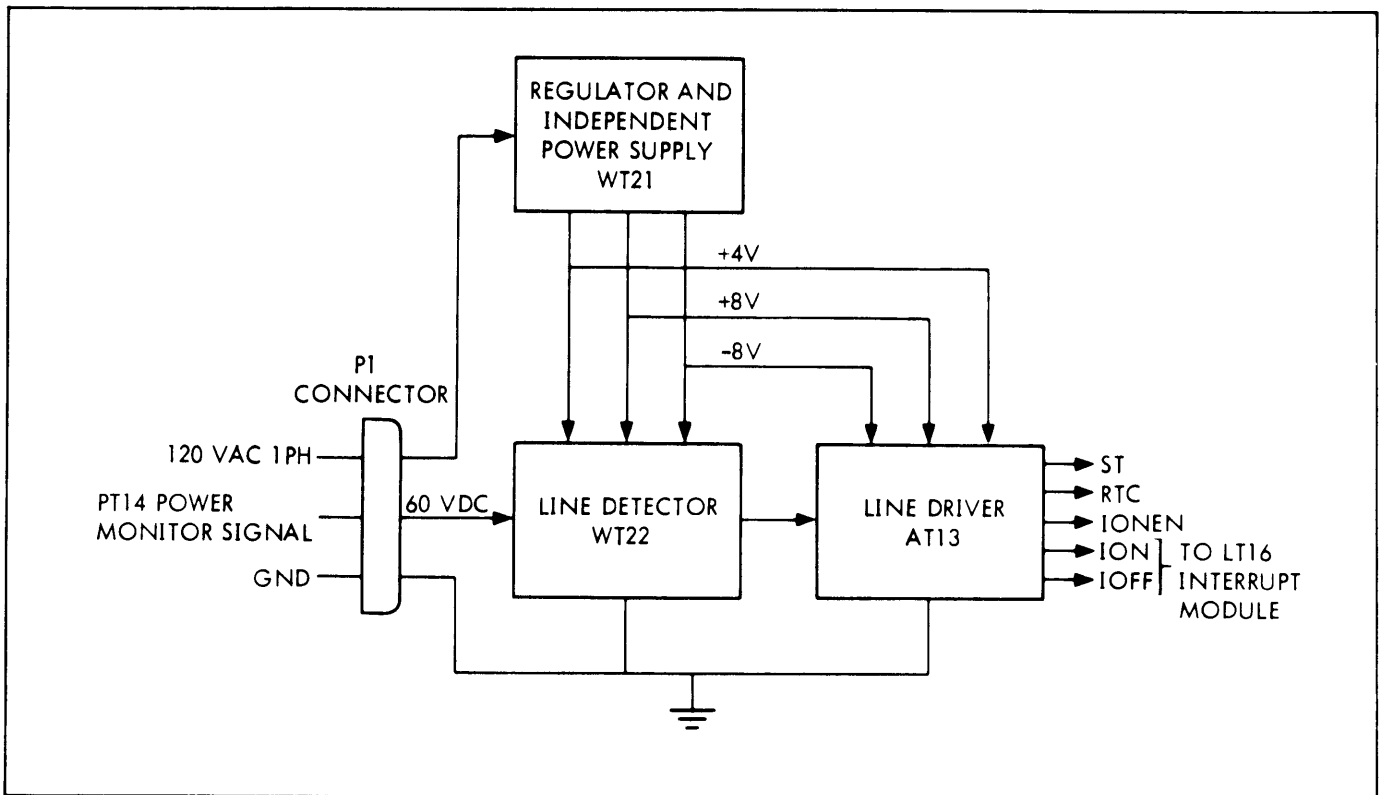 REGULATOR AND
INDEPENDENT
POWER SUPPLY
WT21
+4V
+8V
-8V
P1
CONNECTOR
120 VAC 1PH
PT14 POWER
MONITOR SIGNAL
GND
60 VDC
LINE DETECTOR
WT22
LINE DRIVER
AT13
ST
RTC
IONEN
ION
IOFF
TO LT16
INTERRUPT
MODULE